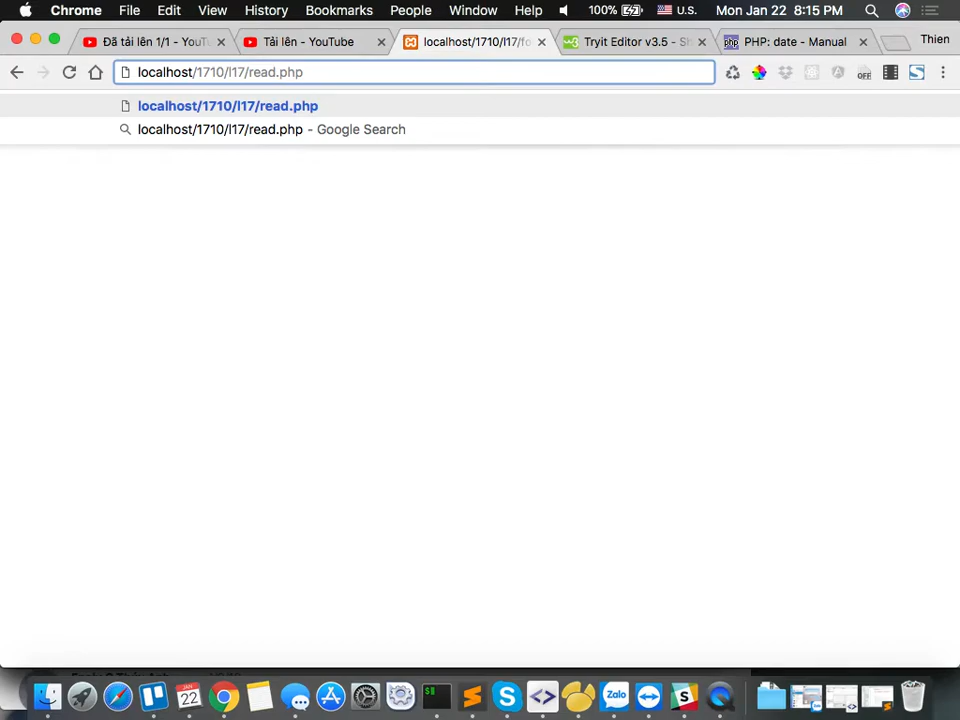 Chrome File Edit View History Bookmarks People Window Help 100% U.S. Mon Jan 22 8:15 PM
Đã tải lên 1/1 - YouTu
Tải lên - YouTube
localhost/1710/l17/fo
Tryit Editor v3.5 - Sh
PHP: date - Manual
Thien
localhost/1710/l17/read.php
OFF
localhost/1710/l17/read.php
localhost/1710/l17/read.php - Google Search
JAN
22
Zalo